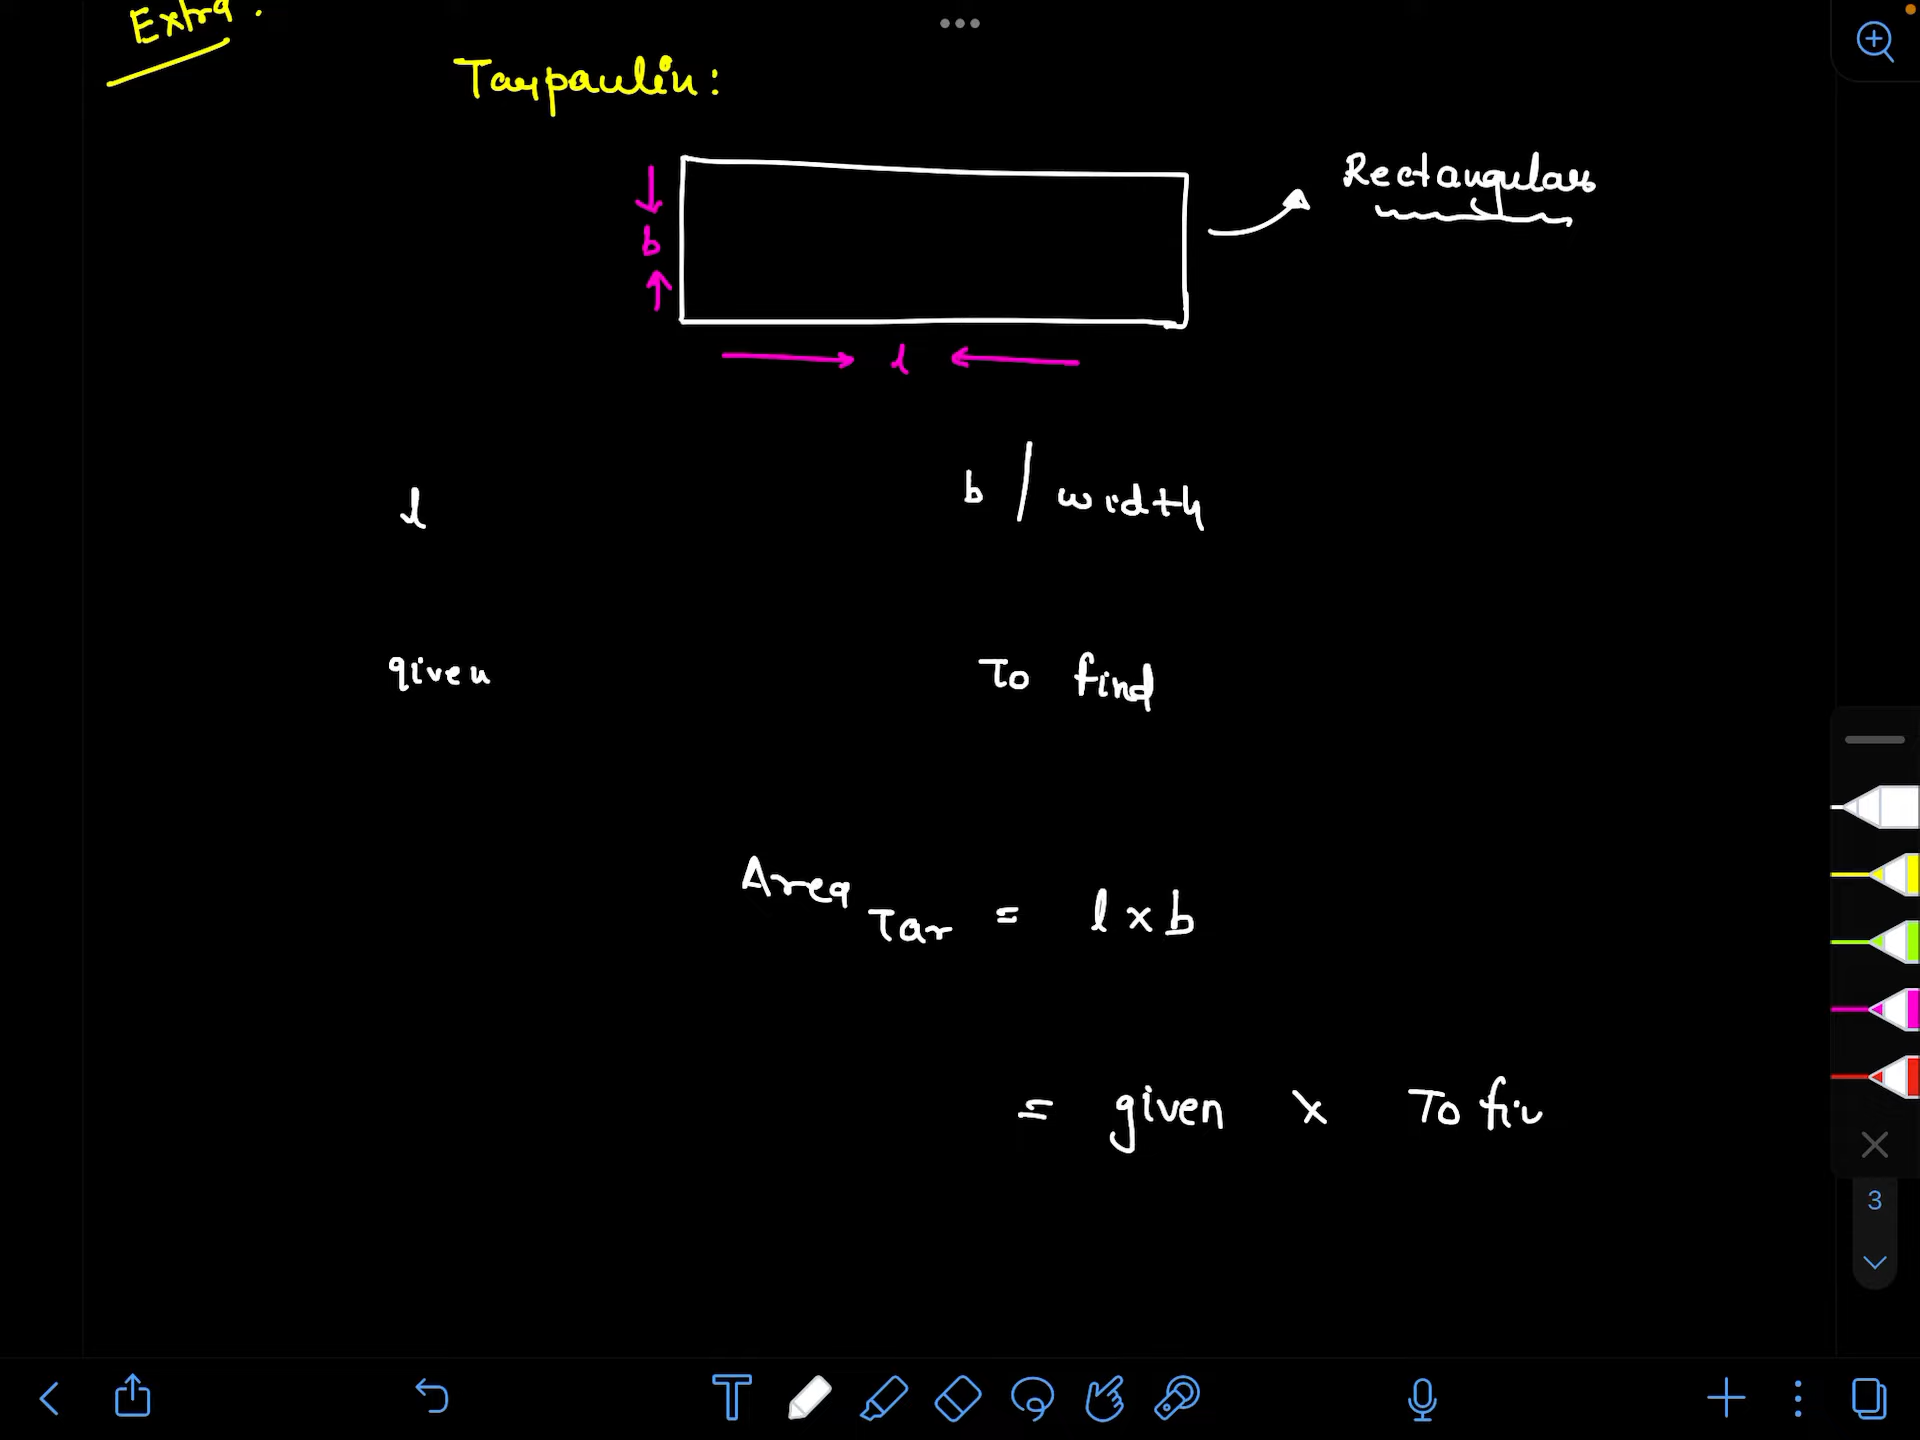 Extra.
Tarpaulin:
Rectangular
b
l
l b / width
given To find
Area Tar = l x b
= given x To fin
3
T